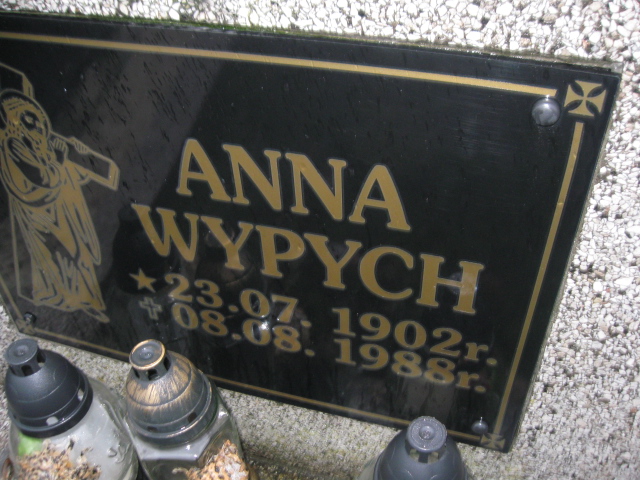 ANNA
WYPYCH
★ 23.07. 1902r.
✝ 08.08. 1988r.